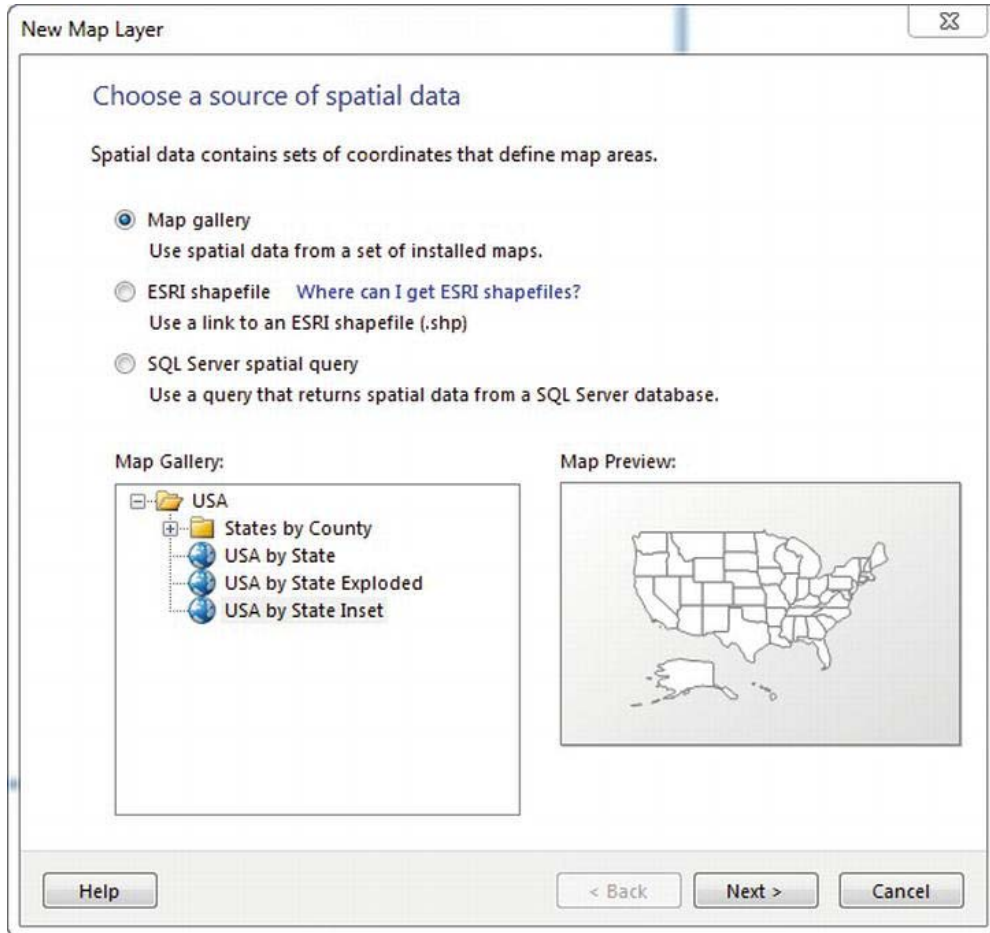 New Map Layer
Choose a source of spatial data
Spatial data contains sets of coordinates that define map areas.
Map gallery
Use spatial data from a set of installed maps.
ESRI shapefile Where can I get ESRI shapefiles?
Use a link to an ESRI shapefile (.shp)
SQL Server spatial query
Use a query that returns spatial data from a SQL Server database.
Map Gallery:
USA
States by County
USA by State
USA by State Exploded
USA by State Inset
Map Preview:
Help
< Back
Next >
Cancel